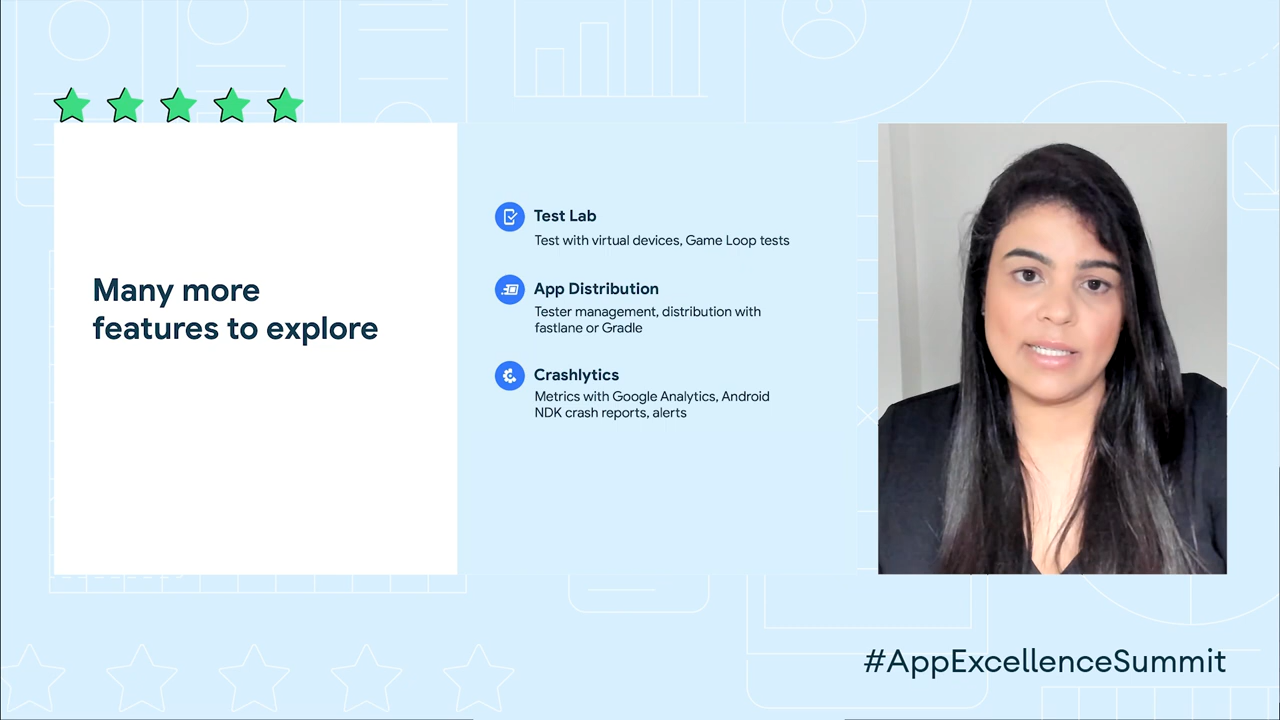 Many more
features to explore
Test Lab
Test with virtual devices, Game Loop tests
App Distribution
Tester management, distribution with
fastlane or Gradle
Crashlytics
Metrics with Google Analytics, Android
NDK crash reports, alerts
#AppExcellenceSummit